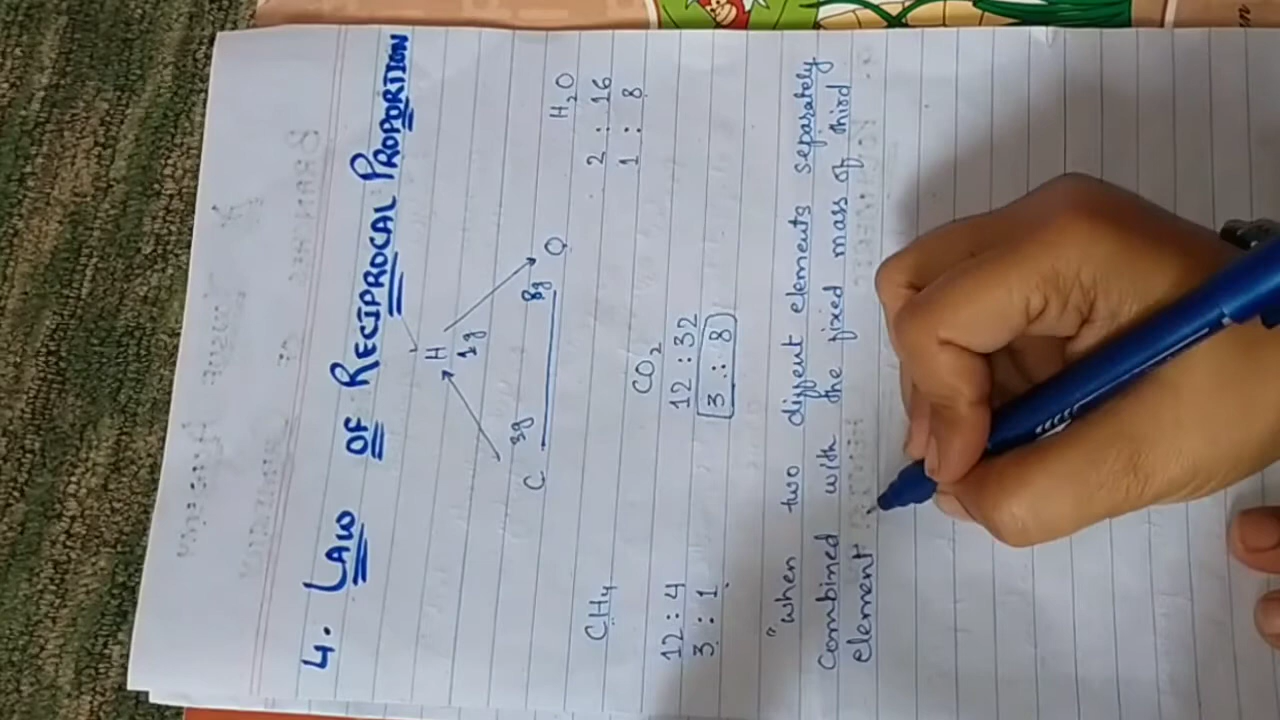 4. LAW OF RECIPROCAL PROPORTION
H
1g
C 3g 8g O
CH4 H2O
12 : 4 2 : 16
3 : 1 1 : 8
CO2
12 : 32
3 : 8
"when two different elements separately
Combined with the fixed mass of third
element